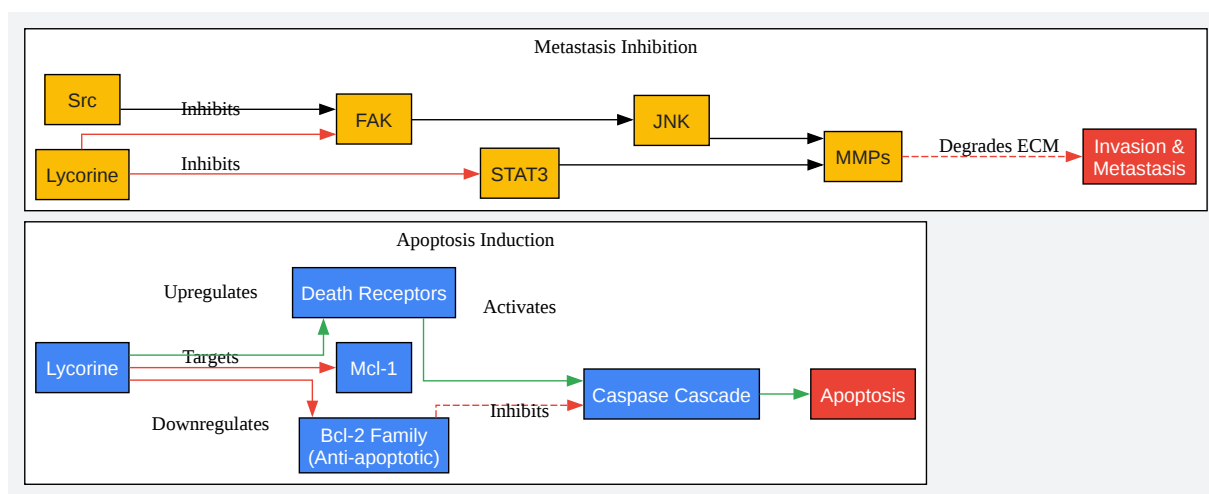 Metastasis Inhibition
Src
Inhibits
FAK
JNK
Lycorine
Inhibits
STAT3
MMPs
Degrades ECM
Invasion &
Metastasis
Apoptosis Induction
Upregulates
Death Receptors
Activates
Lycorine
Targets
Mcl-1
Downregulates
Bcl-2 Family
(Anti-apoptotic)
Inhibits
Caspase Cascade
Apoptosis